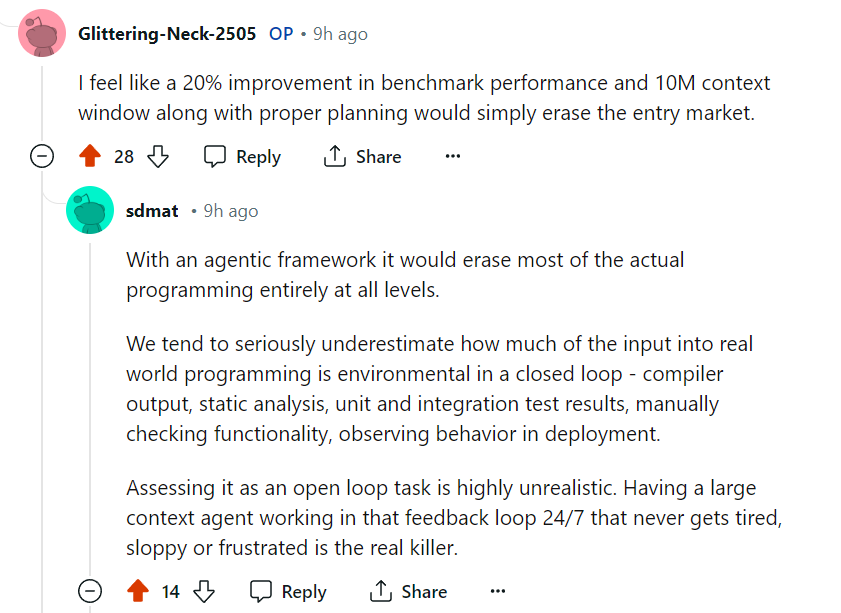 Glittering-Neck-2505 OP • 9h ago
I feel like a 20% improvement in benchmark performance and 10M context
window along with proper planning would simply erase the entry market.
28 Reply Share ...
sdmat • 9h ago
With an agentic framework it would erase most of the actual
programming entirely at all levels.
We tend to seriously underestimate how much of the input into real
world programming is environmental in a closed loop - compiler
output, static analysis, unit and integration test results, manually
checking functionality, observing behavior in deployment.
Assessing it as an open loop task is highly unrealistic. Having a large
context agent working in that feedback loop 24/7 that never gets tired,
sloppy or frustrated is the real killer.
14 Reply Share ...